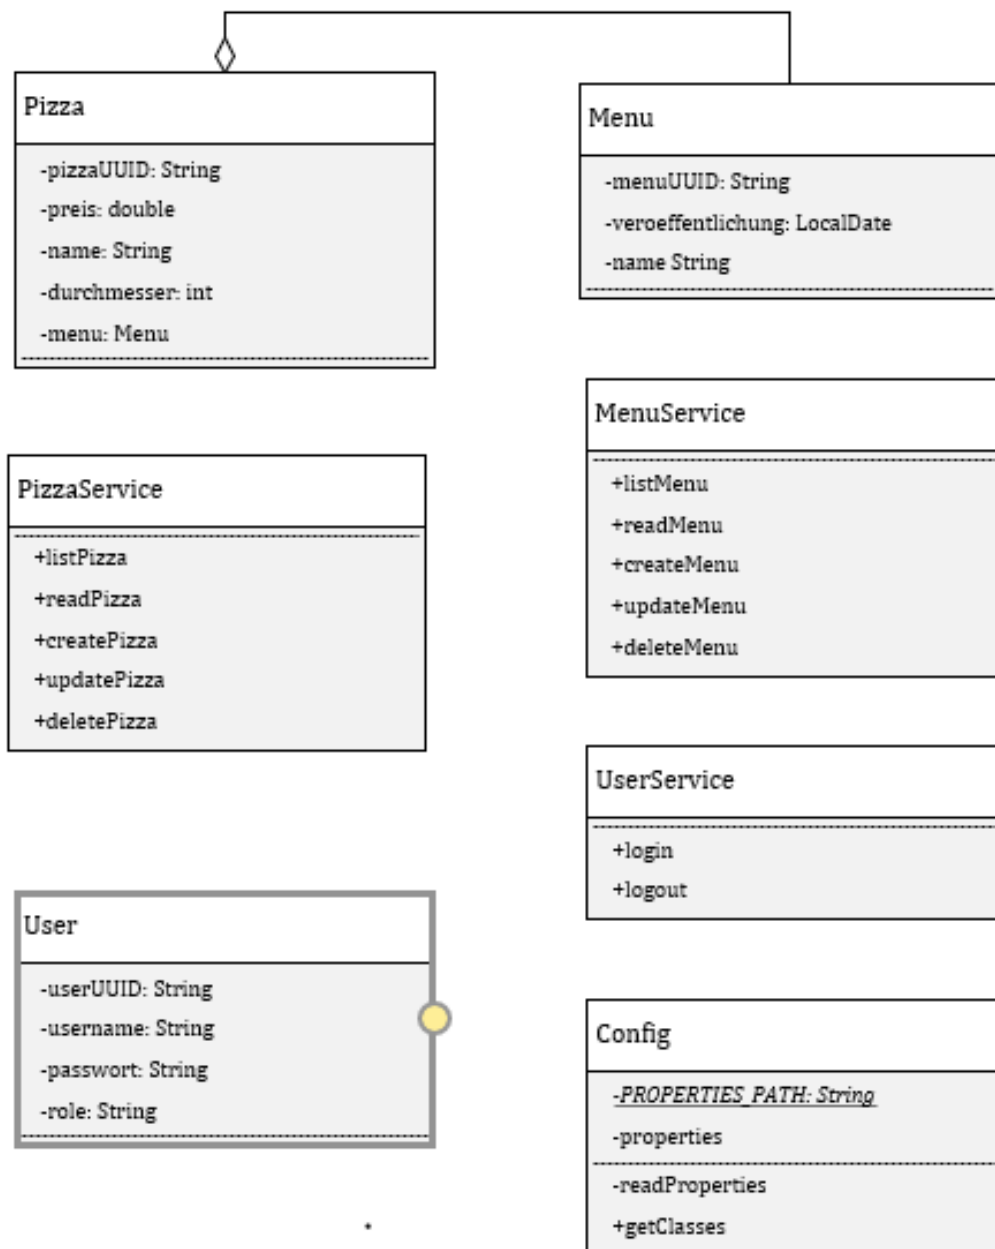 Pizza
-pizzaUUID: String
-preis: double
-name: String
-durchmesser: int
-menu: Menu
Menu
-menuUUID: String
-veroeffentlichung: LocalDate
-name String
PizzaService
+listPizza
+readPizza
+createPizza
+updatePizza
+deletePizza
MenuService
+listMenu
+readMenu
+createMenu
+updateMenu
+deleteMenu
UserService
+login
+logout
User
-userUUID: String
-username: String
-passwort: String
-role: String
Config
-PROPERTIES_PATH: String
-properties
-readProperties
+getClasses